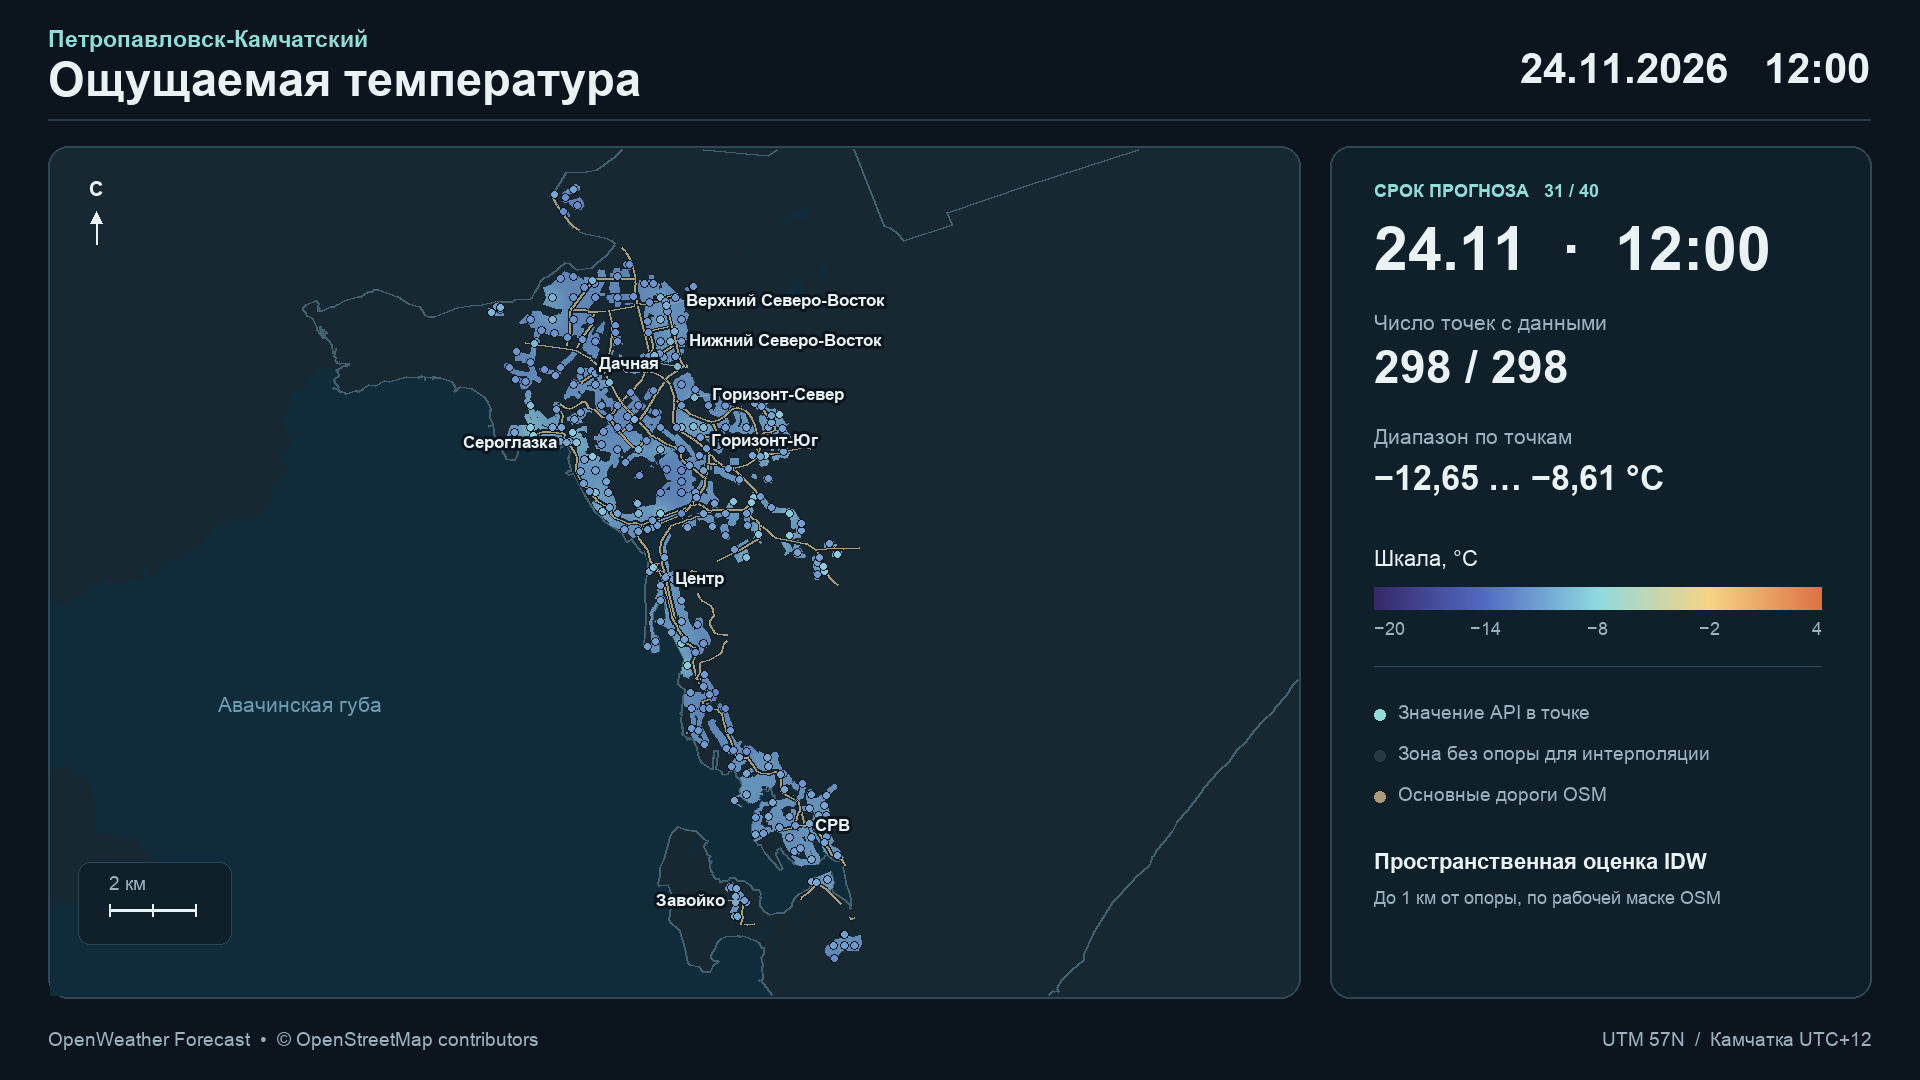 Петропавловск-Камчатский
Ощущаемая температура
24.11.2026 12:00
С
Верхний Северо-Восток
Нижний Северо-Восток
Дачная
Горизонт-Север
Горизонт-Юг
Сероглазка
Центр
Авачинская губа
СРВ
Завойко
2 км
СРОК ПРОГНОЗА 31 / 40
24.11 · 12:00
Число точек с данными
298 / 298
Диапазон по точкам
−12,65 … −8,61 °C
Шкала, °C
−20 −14 −8 −2 4
Значение API в точке
Зона без опоры для интерполяции
Основные дороги OSM
Пространственная оценка IDW
До 1 км от опоры, по рабочей маске OSM
OpenWeather Forecast • © OpenStreetMap contributors
UTM 57N / Камчатка UTC+12